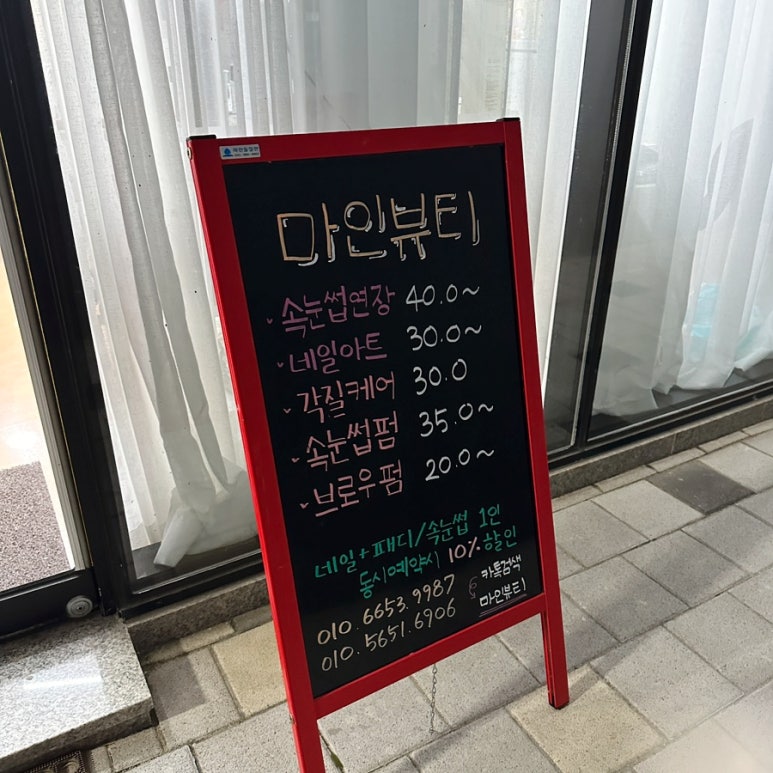 마인뷰티
속눈썹연장 40.0~
네일아트 30.0~
각질케어 30.0
속눈썹펌 35.0~
브로우펌 20.0~
네일+패디/속눈썹 1인
동시예약시 10% 할인
010.6653.9987
010.5651.6906
카톡검색
마인뷰티